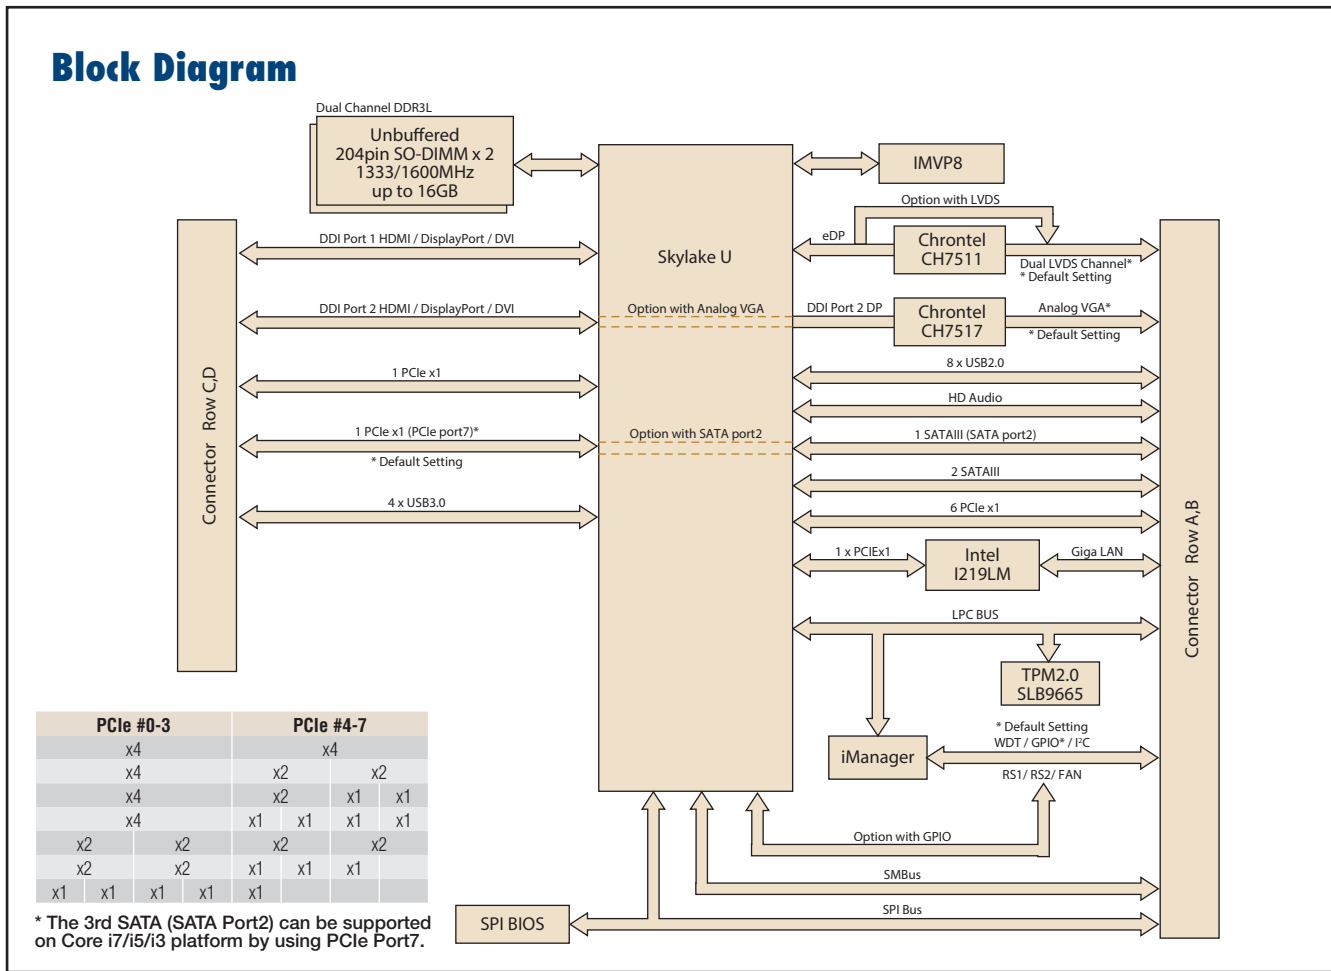 Block Diagram
Dual Channel DDR3L
Unbuffered
204pin SO-DIMM x 2
1333/1600MHz
up to 16GB
IMVP8
Option with LVDS
eDP
Chrontel
CH7511
Dual LVDS Channel*
* Default Setting
DDI Port 1 HDMI / DisplayPort / DVI
Skylake U
DDI Port 2 HDMI / DisplayPort / DVI
Option with Analog VGA
DDI Port 2 DP
Chrontel
CH7517
Analog VGA*
* Default Setting
1 PCIe x1
8 x USB2.0
HD Audio
1 PCIe x1 (PCIe port7)*
* Default Setting
Option with SATA port2
1 SATAIII (SATA port2)
2 SATAIII
4 x USB3.0
6 PCIe x1
1 x PCIEx1
Intel
I219LM
Giga LAN
Connector Row C,D
Connector Row A,B
LPC BUS
TPM2.0
SLB9665
iManager
* Default Setting
WDT / GPIO* / I²C
RS1/ RS2/ FAN
Option with GPIO
SMBus
SPI Bus
SPI BIOS
PCIe #0-3 PCIe #4-7
x4 x4
x4 x2 x2
x4 x2 x1 x1
x4 x1 x1 x1 x1
x2 x2 x2 x2
x2 x2 x1 x1 x1
x1 x1 x1 x1 x1
* The 3rd SATA (SATA Port2) can be supported
on Core i7/i5/i3 platform by using PCIe Port7.